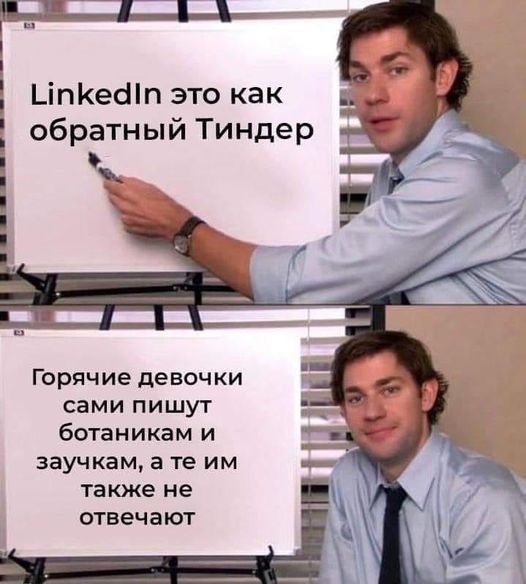 LinkedIn это как
обратный Тиндер
Горячие девочки
сами пишут
ботаникам и
заучкам, а те им
также не
отвечают